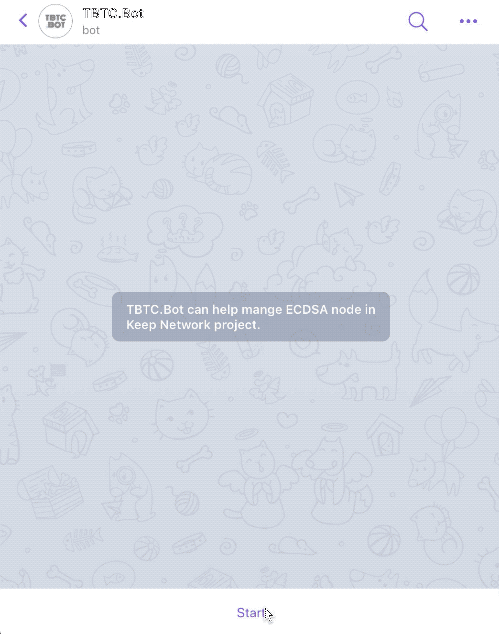 TBTC
.BOT
TBTC.Bot
bot
TBTC.Bot can help mange ECDSA node in
Keep Network project.
Start